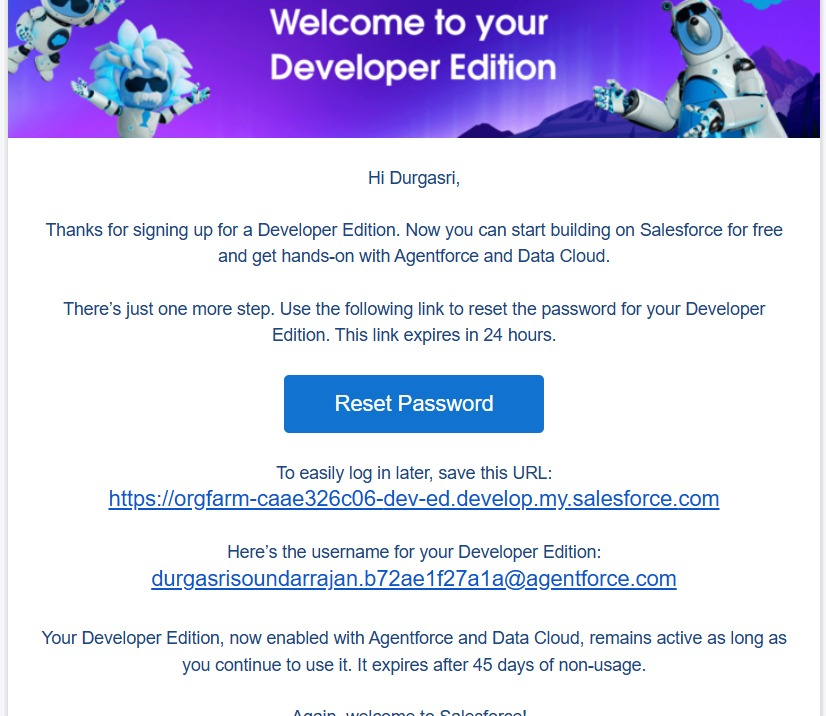 Welcome to your
Developer Edition
Hi Durgasri,
Thanks for signing up for a Developer Edition. Now you can start building on Salesforce for free
and get hands-on with Agentforce and Data Cloud.
There’s just one more step. Use the following link to reset the password for your Developer
Edition. This link expires in 24 hours.
Reset Password
To easily log in later, save this URL:
https://orgfarm-caae326c06-dev-ed.develop.my.salesforce.com
Here’s the username for your Developer Edition:
durgasrisoundarrajan.b72ae1f27a1a@agentforce.com
Your Developer Edition, now enabled with Agentforce and Data Cloud, remains active as long as
you continue to use it. It expires after 45 days of non-usage.
Again, welcome to Salesforce!